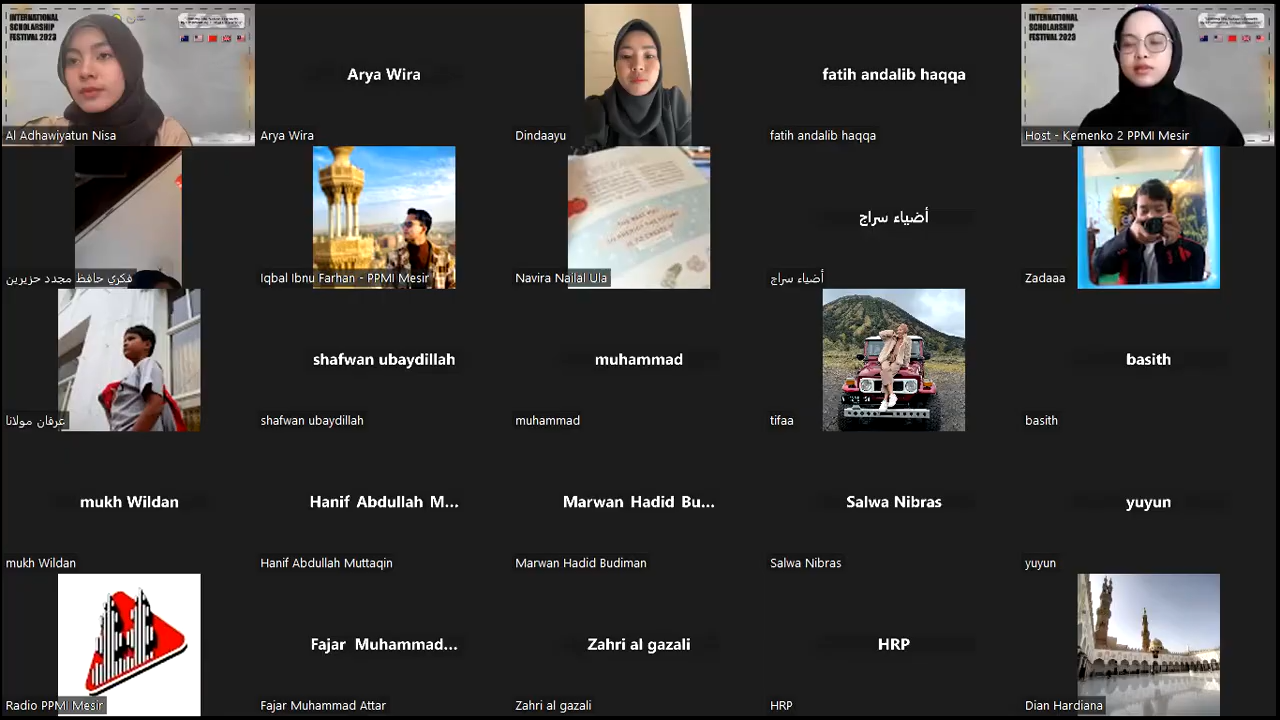 INTERNATIONAL
SCHOLARSHIP
FESTIVAL 2023
Al Adhawiyatun Nisa
Arya Wira
Arya Wira
Dindaayu
fatih andalib haqqa
fatih andalib haqqa
INTERNATIONAL
SCHOLARSHIP
FESTIVAL 2023
Host - Kemenko 2 PPMI Mesir
فكري حافظ مجدد حزيرين
Iqbal Ibnu Farhan - PPMI Mesir
Navira Nailal Ula
أضياء سراج
أضياء سراج
Zadaaa
عرفان مولانا
shafwan ubaydillah
shafwan ubaydillah
muhammad
muhammad
tifaa
basith
basith
mukh Wildan
mukh Wildan
Hanif Abdullah M...
Hanif Abdullah Muttaqin
Marwan Hadid Bu...
Marwan Hadid Budiman
Salwa Nibras
Salwa Nibras
yuyun
yuyun
Radio PPMI Mesir
Fajar Muhammad...
Fajar Muhammad Attar
Zahri al gazali
Zahri al gazali
HRP
HRP
Dian Hardiana